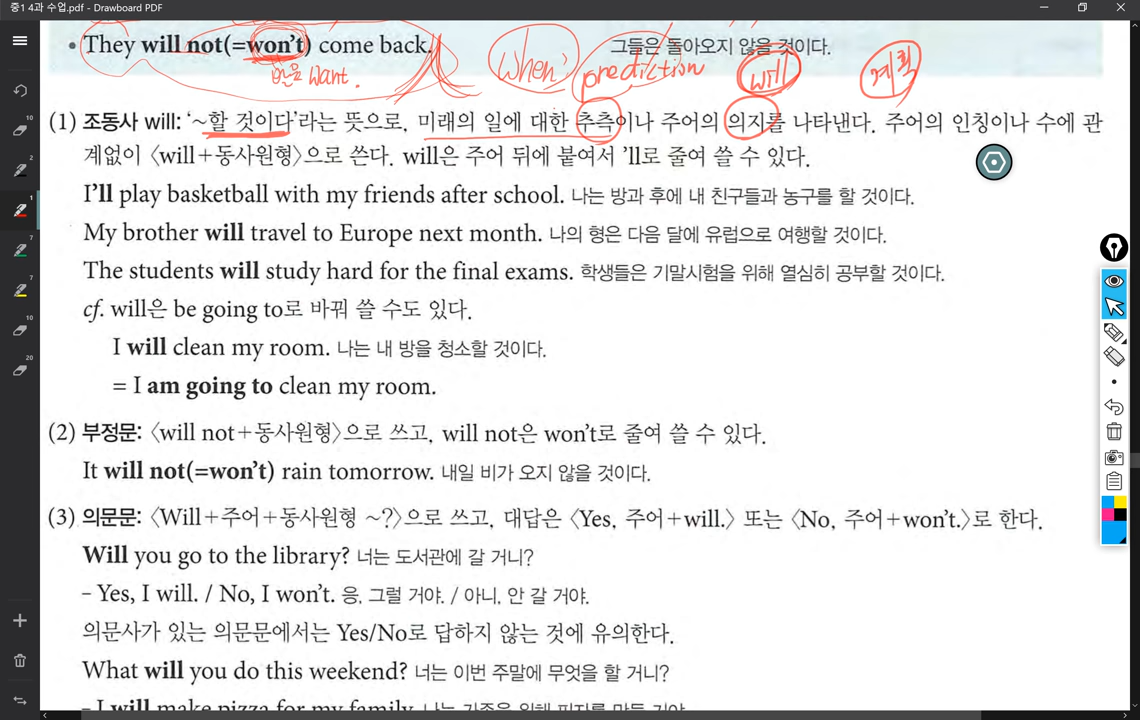 중1 4과 수업.pdf - Drawboard PDF
• They will not(=won't) come back. 그들은 돌아오지 않을 것이다.
want. when prediction will 계획
(1) 조동사 will: '~할 것이다'라는 뜻으로, 미래의 일에 대한 추측이나 주어의 의지를 나타낸다. 주어의 인칭이나 수에 관
계없이 〈will+동사원형〉으로 쓴다. will은 주어 뒤에 붙여서 'll로 줄여 쓸 수 있다.
I'll play basketball with my friends after school. 나는 방과 후에 내 친구들과 농구를 할 것이다.
My brother will travel to Europe next month. 나의 형은 다음 달에 유럽으로 여행할 것이다.
The students will study hard for the final exams. 학생들은 기말시험을 위해 열심히 공부할 것이다.
cf. will은 be going to로 바꿔 쓸 수도 있다.
I will clean my room. 나는 내 방을 청소할 것이다.
= I am going to clean my room.
(2) 부정문: 〈will not+동사원형〉으로 쓰고, will not은 won't로 줄여 쓸 수 있다.
It will not(=won't) rain tomorrow. 내일 비가 오지 않을 것이다.
(3) 의문문: 〈Will+주어+동사원형 ~?〉으로 쓰고, 대답은 〈Yes, 주어+will.〉 또는 〈No, 주어+won't.〉로 한다.
Will you go to the library? 너는 도서관에 갈 거니?
– Yes, I will. / No, I won't. 응, 그럴 거야. / 아니, 안 갈 거야.
의문사가 있는 의문문에서는 Yes/No로 답하지 않는 것에 유의한다.
What will you do this weekend? 너는 이번 주말에 무엇을 할 거니?
– I will make pizza for my family. 나는 가족을 위해 피자를 만들 거야.